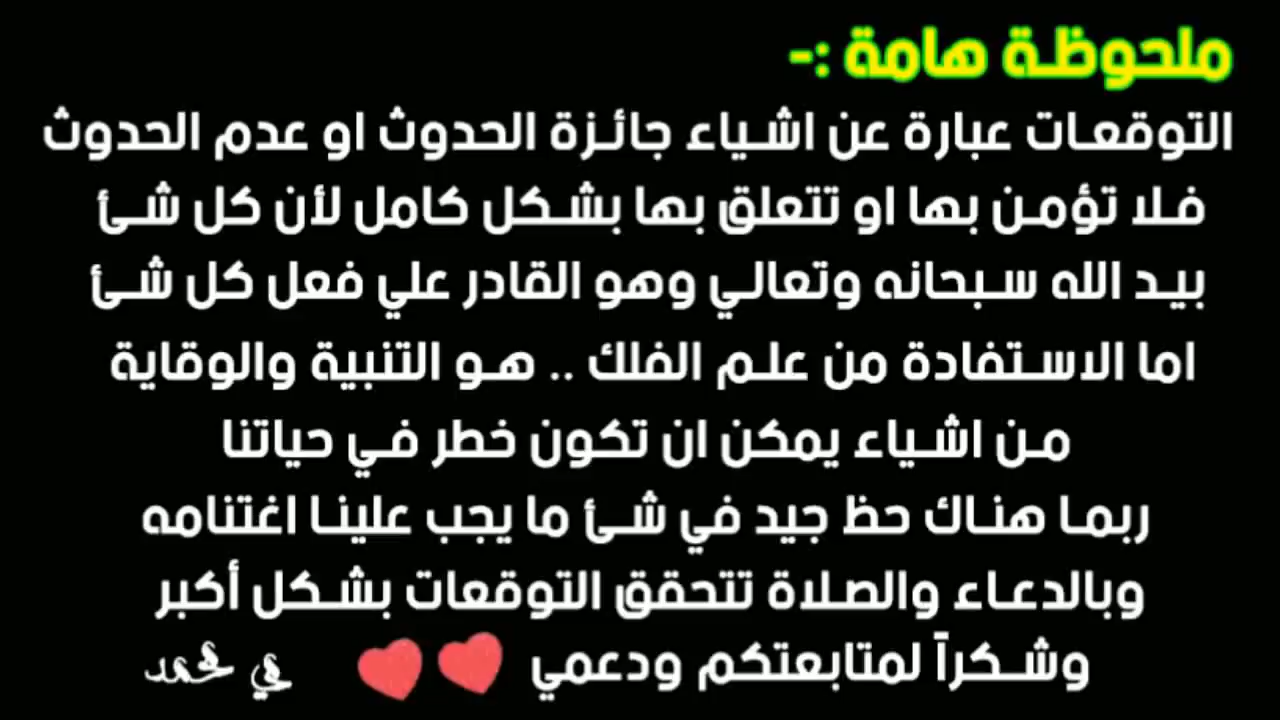 ملحوظة هامة :-
التوقعات عبارة عن اشياء جائزة الحدوث او عدم الحدوث
فلا تؤمن بها او تتعلق بها بشكل كامل لأن كل شئ
بيد الله سبحانه وتعالي وهو القادر علي فعل كل شئ
اما الاستفادة من علم الفلك .. هو التنبية والوقاية
من اشياء يمكن ان تكون خطر في حياتنا
ربما هناك حظ جيد في شئ ما يجب علينا اغتنامه
وبالدعاء والصلاة تتحقق التوقعات بشكل أكبر
وشكراً لمتابعتكم ودعمي